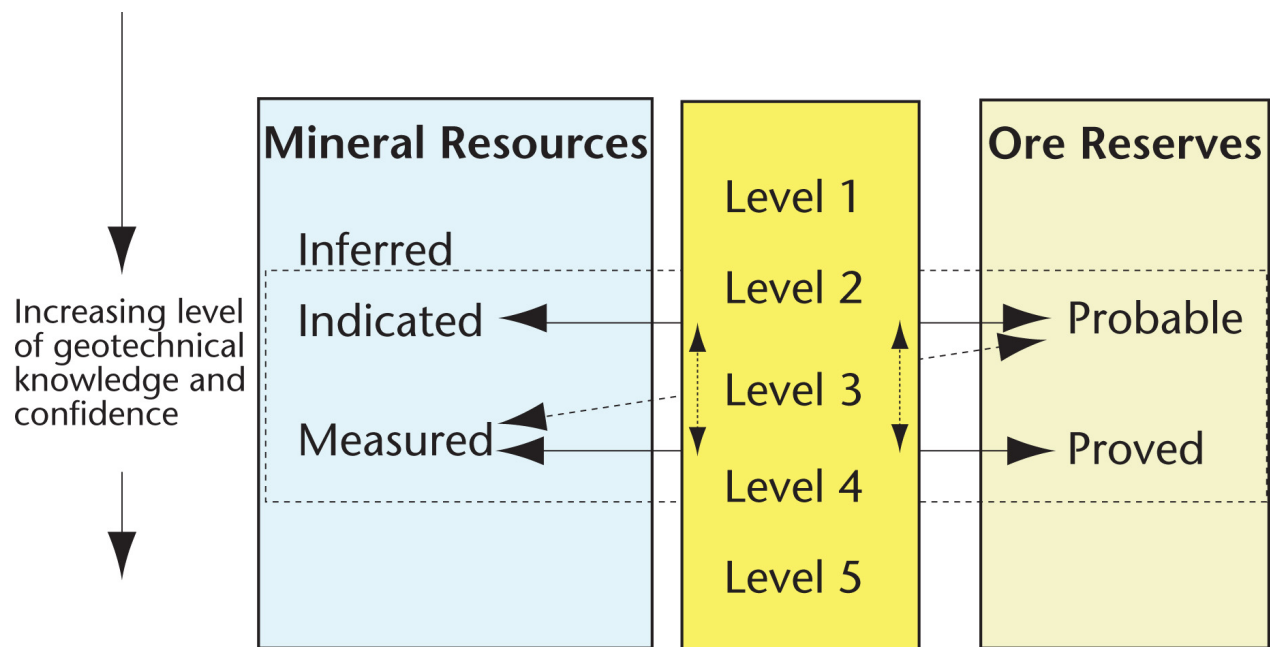 Mineral Resources
Ore Reserves
Level 1
Inferred
Level 2
Increasing level
of geotechnical
knowledge and
confidence
Indicated
Probable
Level 3
Measured
Proved
Level 4
Level 5